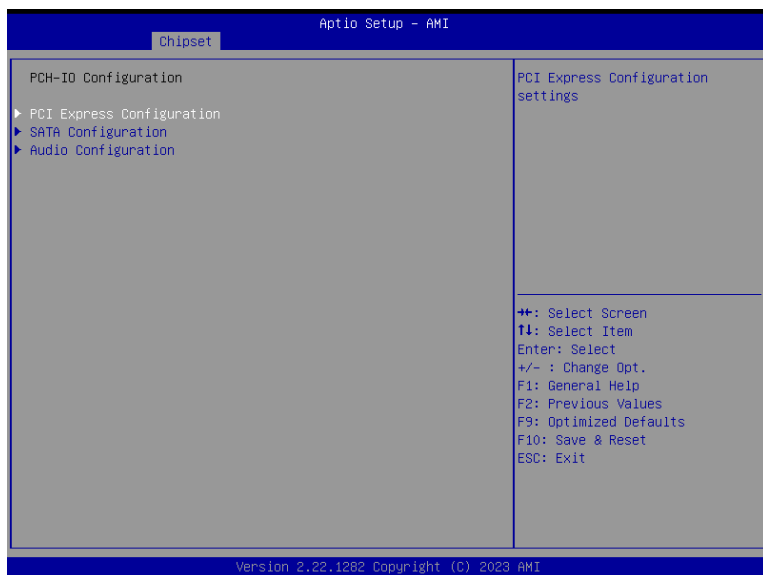 Aptio Setup – AMI
Chipset
PCH-IO Configuration
PCI Express Configuration
SATA Configuration
Audio Configuration
PCI Express Configuration
settings
→←: Select Screen
↑↓: Select Item
Enter: Select
+/- : Change Opt.
F1: General Help
F2: Previous Values
F9: Optimized Defaults
F10: Save & Reset
ESC: Exit
Version 2.22.1282 Copyright (C) 2023 AMI